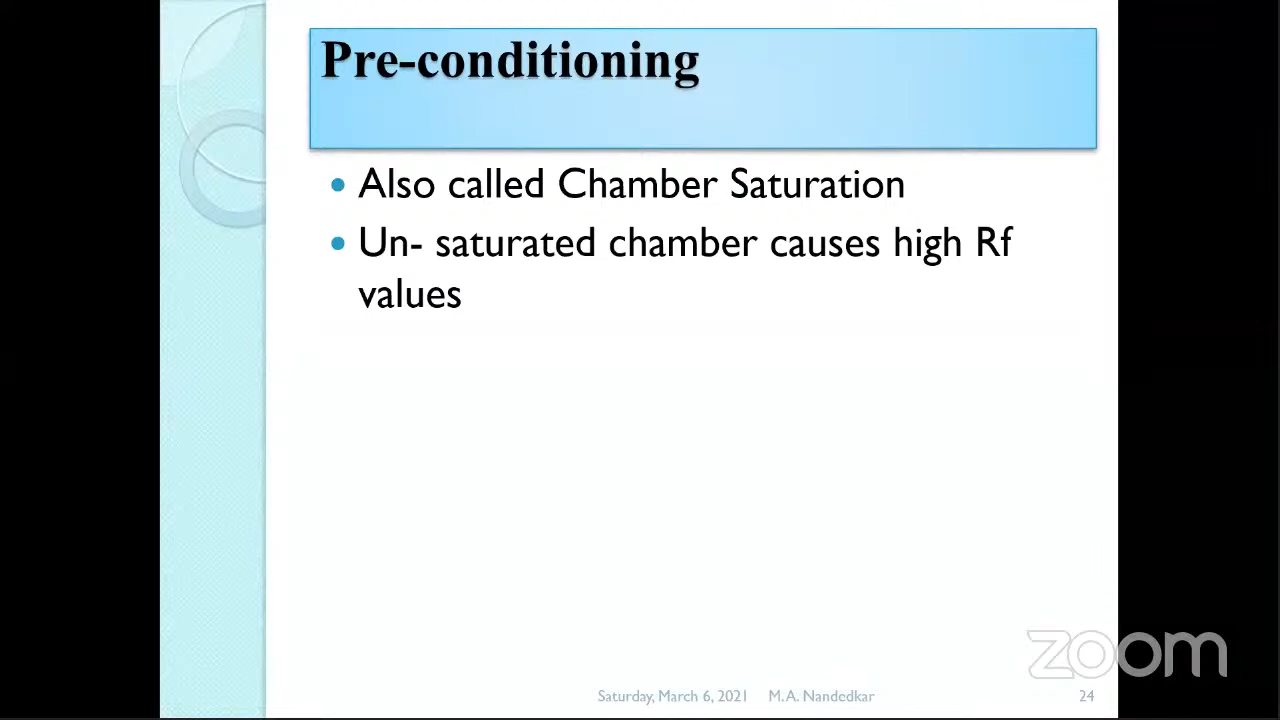 Pre-conditioning
• Also called Chamber Saturation
• Un- saturated chamber causes high Rf
values
zoom
Saturday, March 6, 2021 M.A. Nandedkar 24